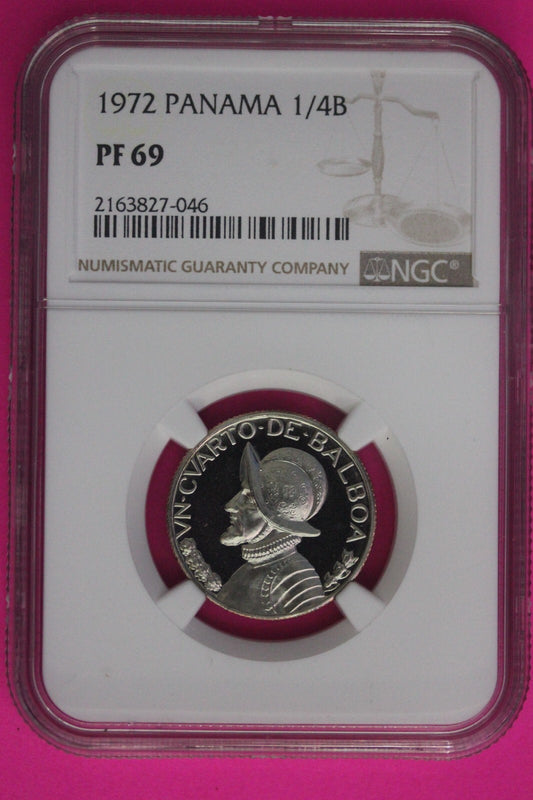 1972 PANAMA 1/4B
PF 69
2163827-046
NUMISMATIC GUARANTY COMPANY
NGC®
VN·CVARTO·DE·BALBOA